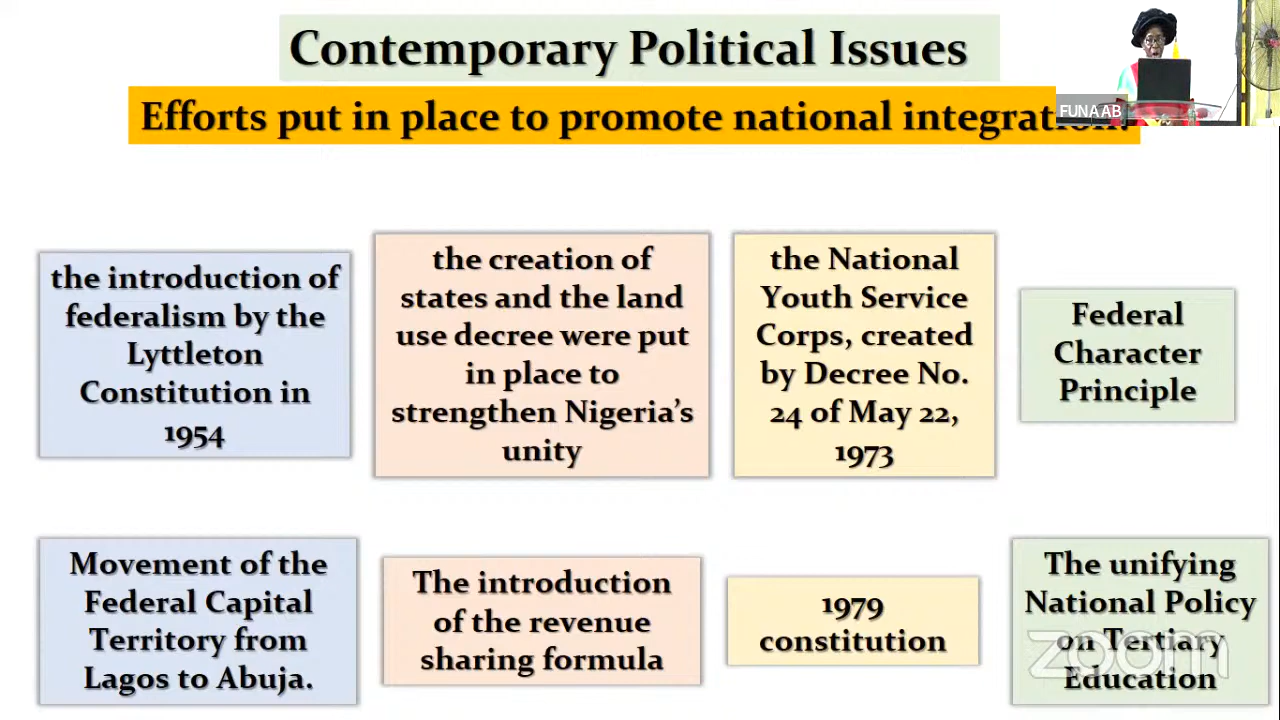 Contemporary Political Issues
Efforts put in place to promote national integration.
FUNAAB
the introduction of
federalism by the
Lyttleton
Constitution in
1954
the creation of
states and the land
use decree were put
in place to
strengthen Nigeria's
unity
the National
Youth Service
Corps, created
by Decree No.
24 of May 22,
1973
Federal
Character
Principle
Movement of the
Federal Capital
Territory from
Lagos to Abuja.
The introduction
of the revenue
sharing formula
1979
constitution
The unifying
National Policy
on Tertiary
Education
zoom